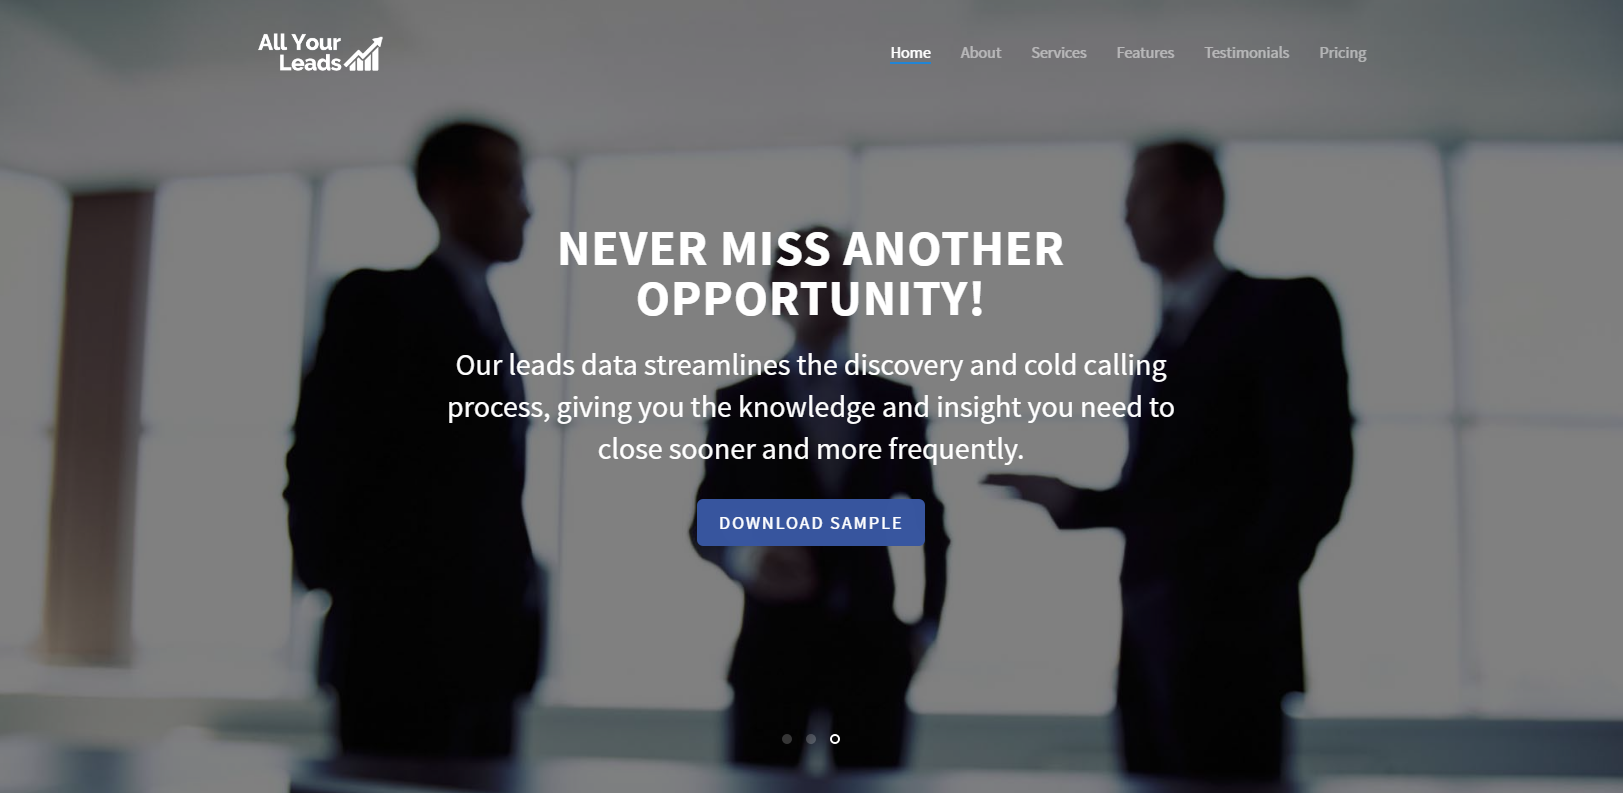 All Your
Leads
Home About Services Features Testimonials Pricing
NEVER MISS ANOTHER
OPPORTUNITY!
Our leads data streamlines the discovery and cold calling
process, giving you the knowledge and insight you need to
close sooner and more frequently.
DOWNLOAD SAMPLE